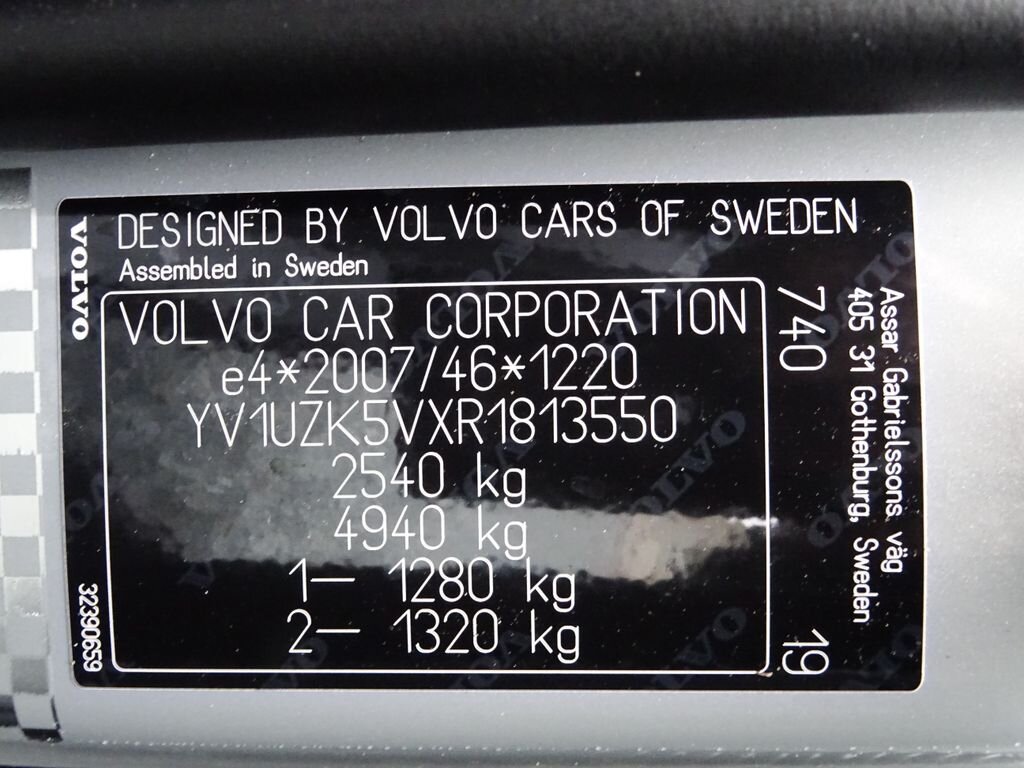 DESIGNED BY VOLVO CARS OF SWEDEN
Assembled in Sweden
VOLVO
VOLVO CAR CORPORATION
e4*2007/46*1220
YV1UZK5VXR1813550
2540 kg
4940 kg
1– 1280 kg
2– 1320 kg
32390659
740
19
Assar Gabrielssons väg
405 31 Gothenburg, Sweden